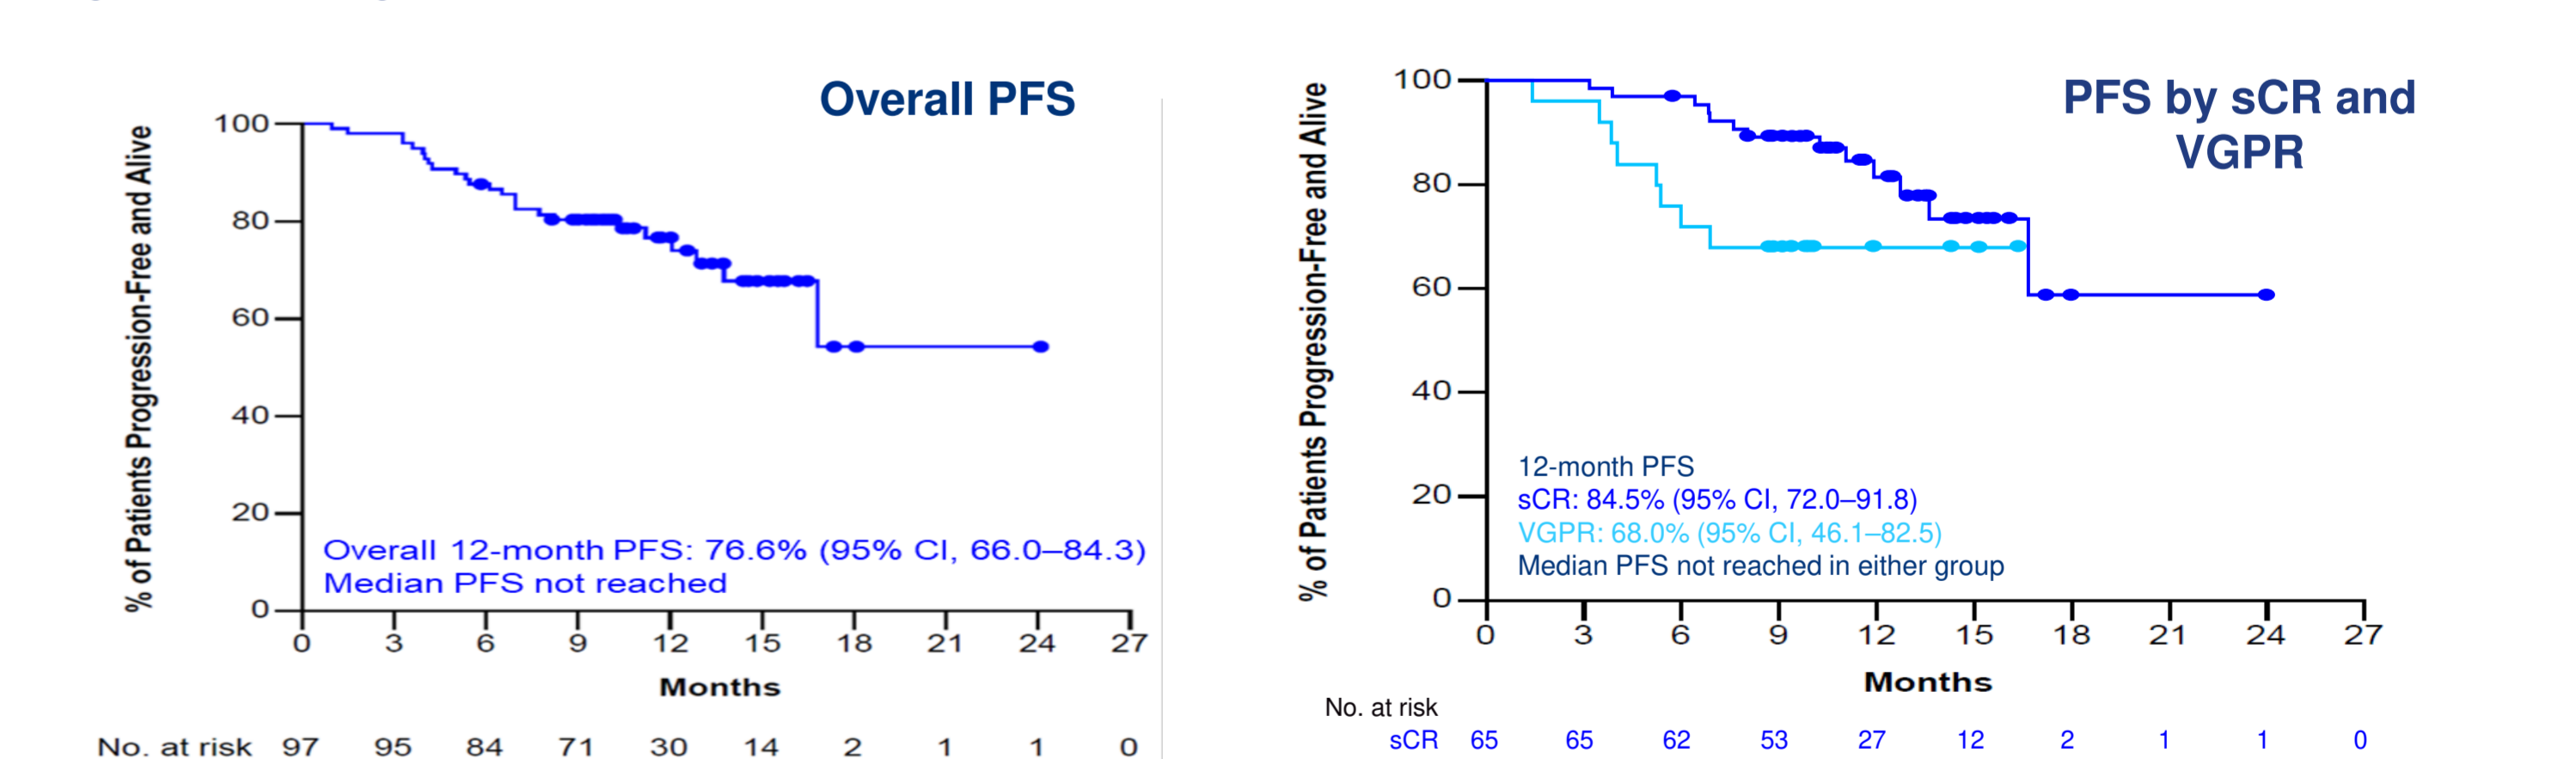 Overall PFS
% of Patients Progression-Free and Alive
100
80
60
40
20
0
Overall 12-month PFS: 76.6% (95% CI, 66.0–84.3)
Median PFS not reached
0 3 6 9 12 15 18 21 24 27
Months
No. at risk 97 95 84 71 30 14 2 1 1 0
PFS by sCR and
VGPR
% of Patients Progression-Free and Alive
100
80
60
40
20
0
12-month PFS
sCR: 84.5% (95% CI, 72.0–91.8)
VGPR: 68.0% (95% CI, 46.1–82.5)
Median PFS not reached in either group
0 3 6 9 12 15 18 21 24 27
Months
No. at risk
sCR 65 65 62 53 27 12 2 1 1 0